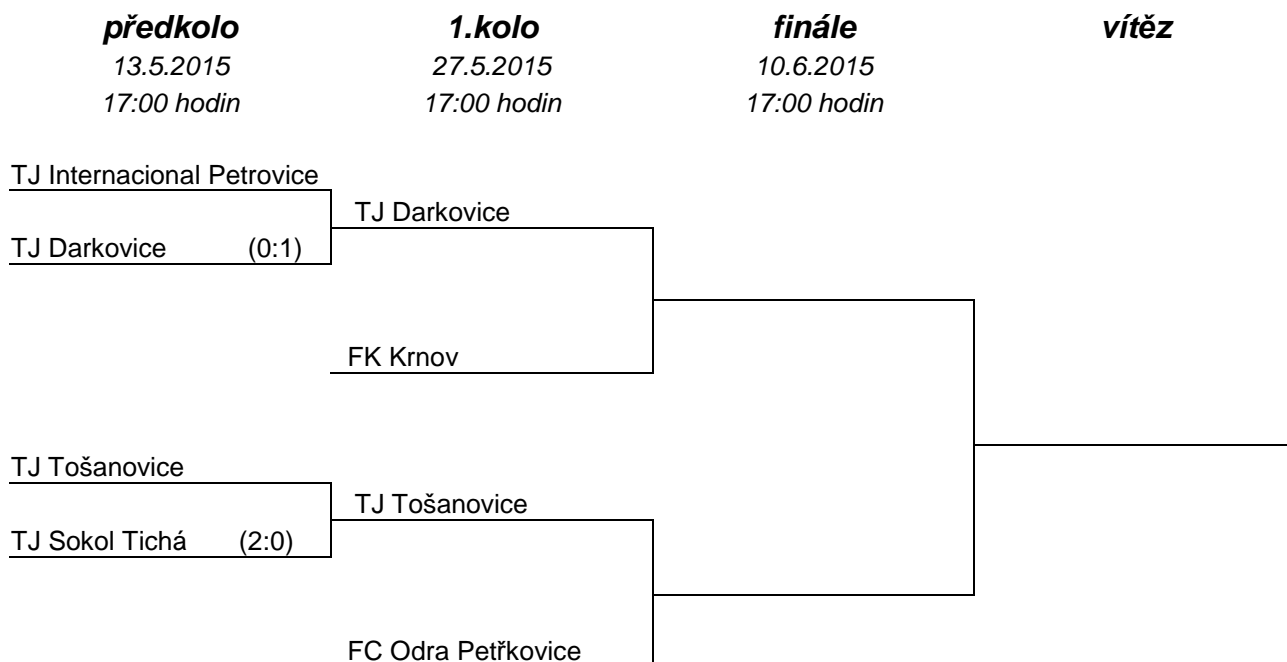 předkolo 1.kolo finále vítěz
13.5.2015 27.5.2015 10.6.2015
17:00 hodin 17:00 hodin 17:00 hodin
TJ Internacional Petrovice
TJ Darkovice
TJ Darkovice (0:1)
FK Krnov
TJ Tošanovice
TJ Tošanovice
TJ Sokol Tichá (2:0)
FC Odra Petřkovice